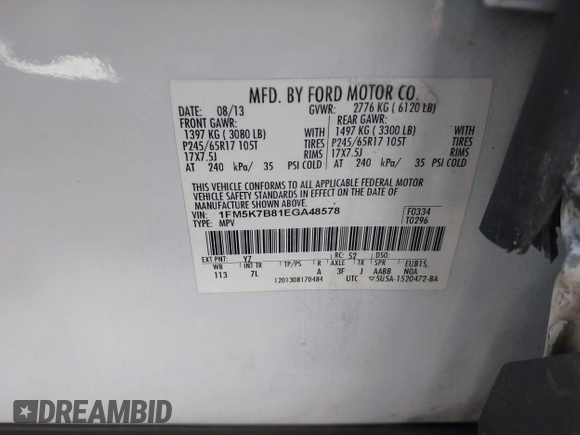 MFD. BY FORD MOTOR CO.
DATE: 08/13 GVWR: 2776 KG ( 6120 LB)
FRONT GAWR: REAR GAWR:
1397 KG ( 3080 LB) WITH 1497 KG ( 3300 LB) WITH
P245/65R17 105T TIRES P245/65R17 105T TIRES
17X7.5J RIMS 17X7.5J RIMS
AT 240 kPa/ 35 PSI COLD AT 240 kPa/ 35 PSI COLD
THIS VEHICLE CONFORMS TO ALL APPLICABLE FEDERAL MOTOR
VEHICLE SAFETY STANDARDS IN EFFECT ON THE DATE OF
MANUFACTURE SHOWN ABOVE.
VIN: 1FM5K7B81EGA48578 F0334
TYPE: MPV T0296
EXT PNT: YZ RC: 52 DSO:
WB INT TR TP/PS R AXLE TR SPR EUB15.
113 7L A 3F J AABB NOA
1201308170484 UTC 5U5A-1520472-BA
DREAMBID